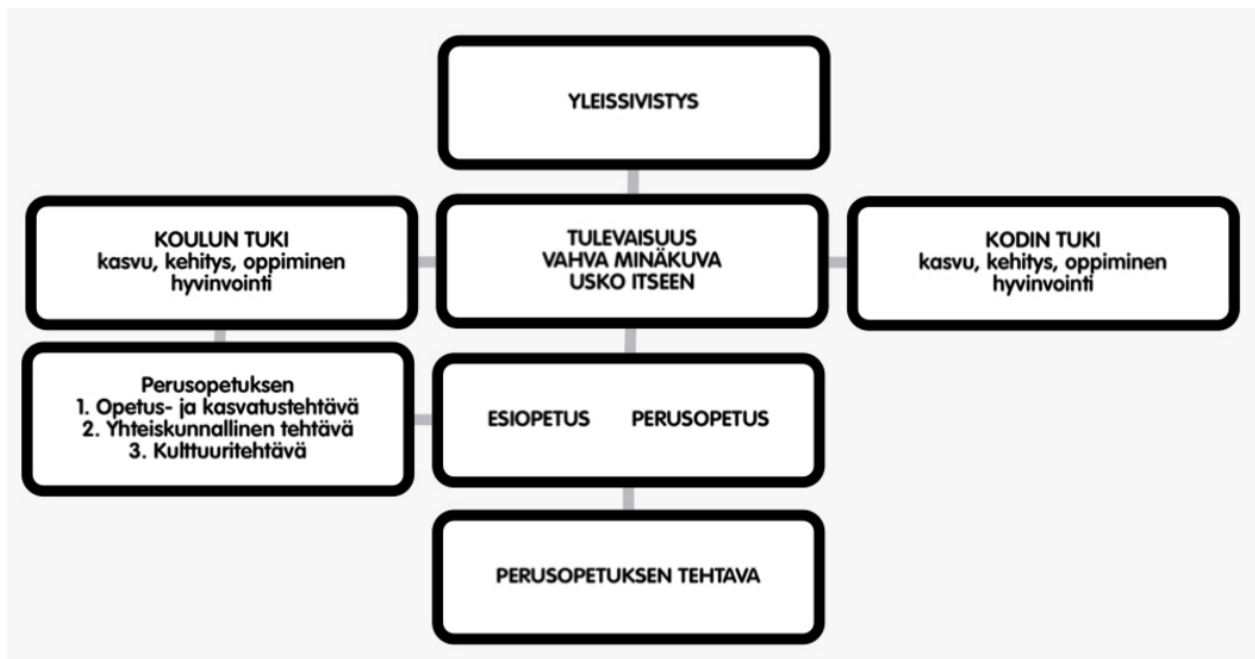 YLEISSIVISTYS
KOULUN TUKI
kasvu, kehitys, oppiminen
hyvinvointi
TULEVAISUUS
VAHVA MINÄKUVA
USKO ITSEEN
KODIN TUKI
kasvu, kehitys, oppiminen
hyvinvointi
Perusopetuksen
1. Opetus- ja kasvatustehtävä
2. Yhteiskunnallinen tehtävä
3. Kulttuuritehtävä
ESIOPETUS PERUSOPETUS
PERUSOPETUKSEN TEHTAVA